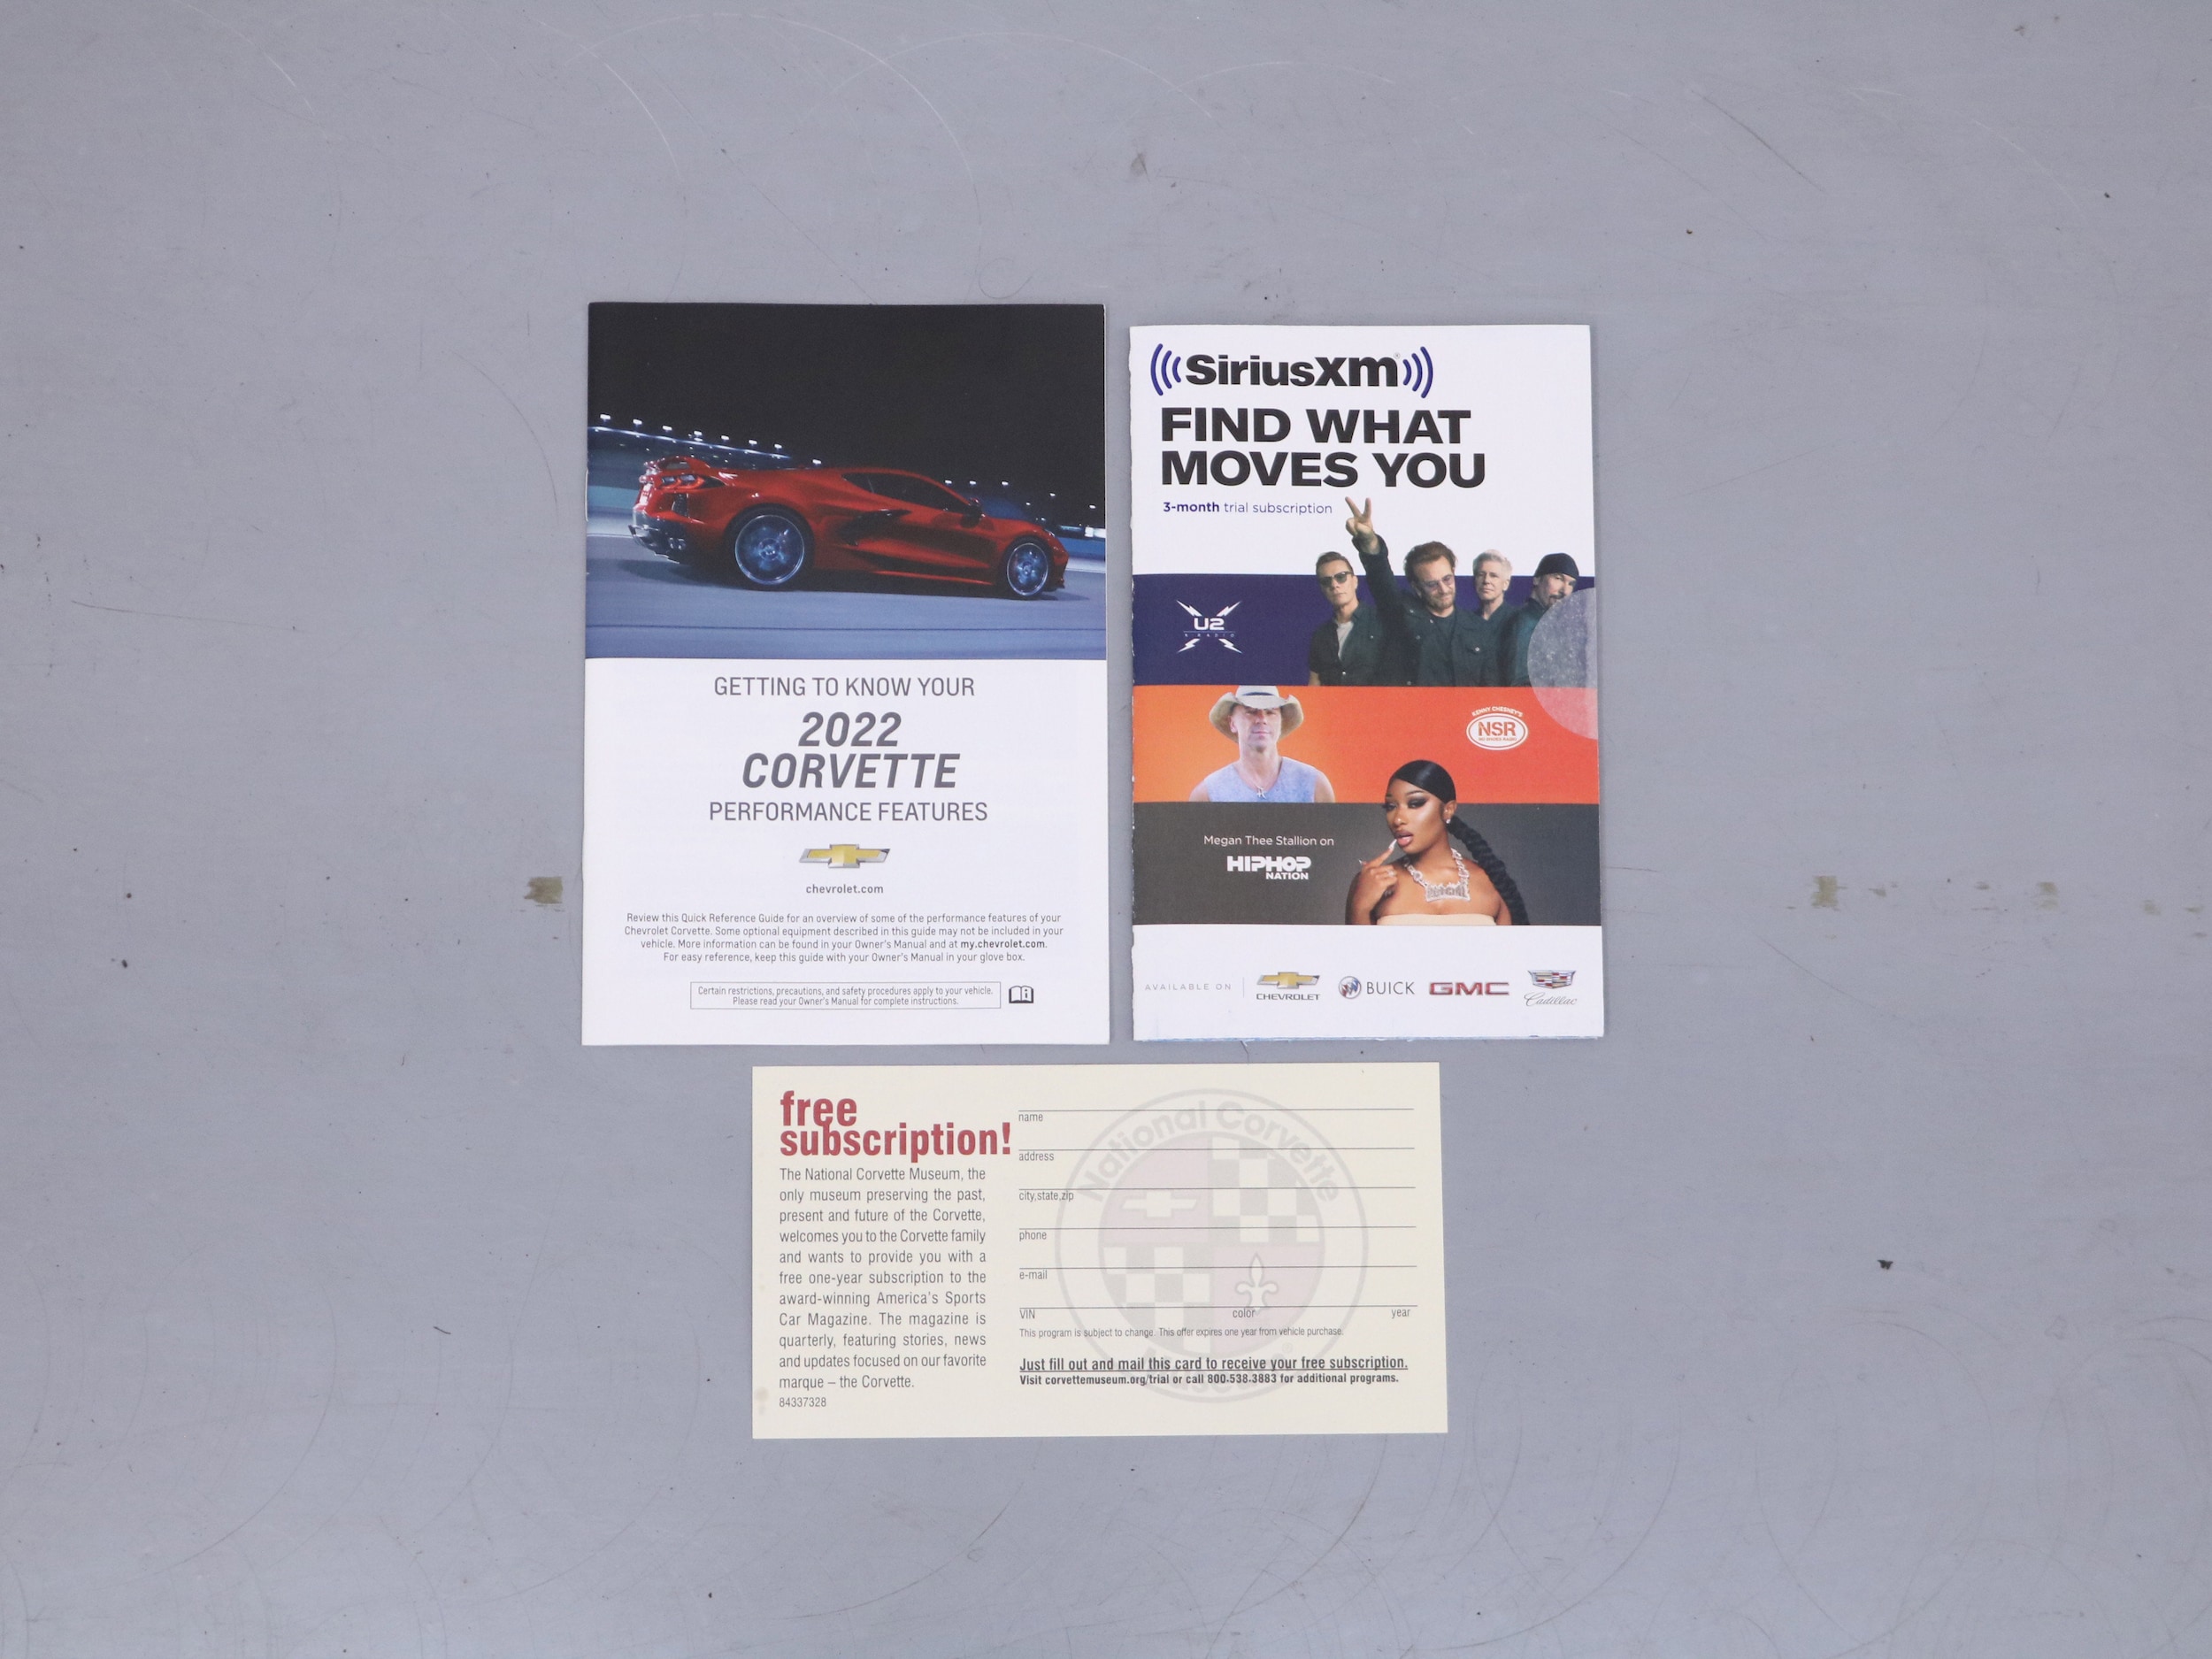 GETTING TO KNOW YOUR
2022
CORVETTE
PERFORMANCE FEATURES
chevrolet.com
Review this Quick Reference Guide for an overview of some of the performance features of your
Chevrolet Corvette. Some optional equipment described in this guide may not be included in your
vehicle. More information can be found in your Owner's Manual and at my.chevrolet.com.
For easy reference, keep this guide with your Owner's Manual in your glove box.
Certain restrictions, precautions, and safety procedures apply to your vehicle.
Please read your Owner's Manual for complete instructions.
SiriusXM
FIND WHAT
MOVES YOU
3-month trial subscription
U2
X RADIO
KENNY CHESNEY'S
NSR
NO SHOES RADIO
Megan Thee Stallion on
HIPHOP
NATION
AVAILABLE ON
CHEVROLET
BUICK
GMC
Cadillac
free
subscription!
The National Corvette Museum, the
only museum preserving the past,
present and future of the Corvette,
welcomes you to the Corvette family
and wants to provide you with a
free one-year subscription to the
award-winning America's Sports
Car Magazine. The magazine is
quarterly, featuring stories, news
and updates focused on our favorite
marque – the Corvette.
84337328
National Corvette
name
address
city,state,zip
phone
e-mail
VIN color year
This program is subject to change. This offer expires one year from vehicle purchase.
Just fill out and mail this card to receive your free subscription.
Visit corvettemuseum.org/trial or call 800-538-3883 for additional programs.